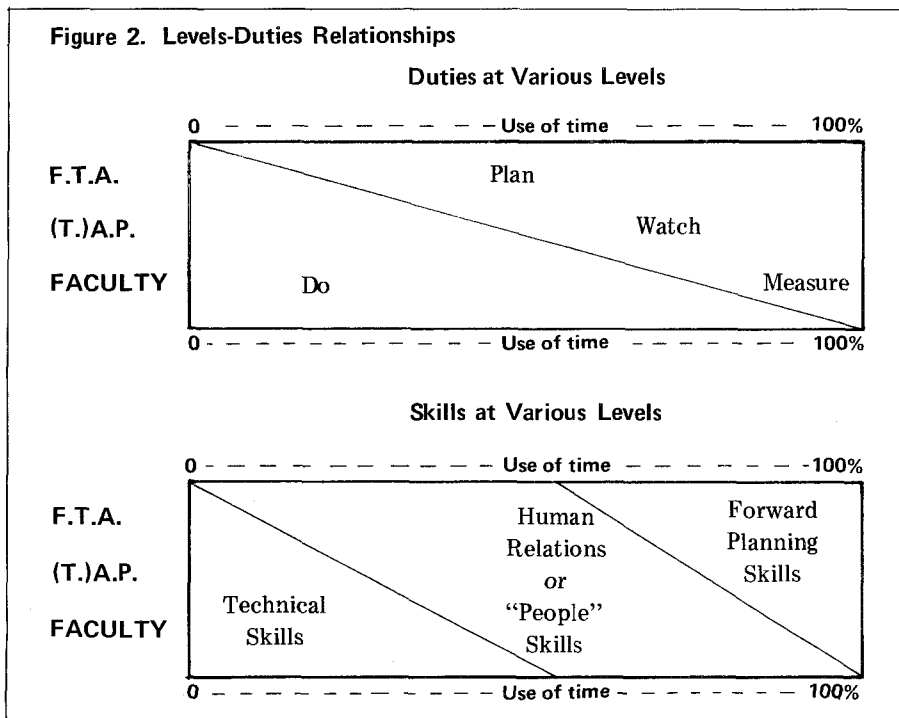 Figure 2. Levels-Duties Relationships
Duties at Various Levels
0 – – – – – – – – – Use of time – – – – – – 100%
F.T.A. Plan
(T.)A.P. Watch
FACULTY Do Measure
0 - – – – – – – – – – Use of time – – – – – – 100%
Skills at Various Levels
0 - – – – – – – – – – Use of time – – – – – – -100%
F.T.A. Human Forward
Relations Planning
(T.)A.P. or Skills
Technical "People"
FACULTY Skills Skills
0 – – – – – – – – – – Use of time - – – – – – 100%